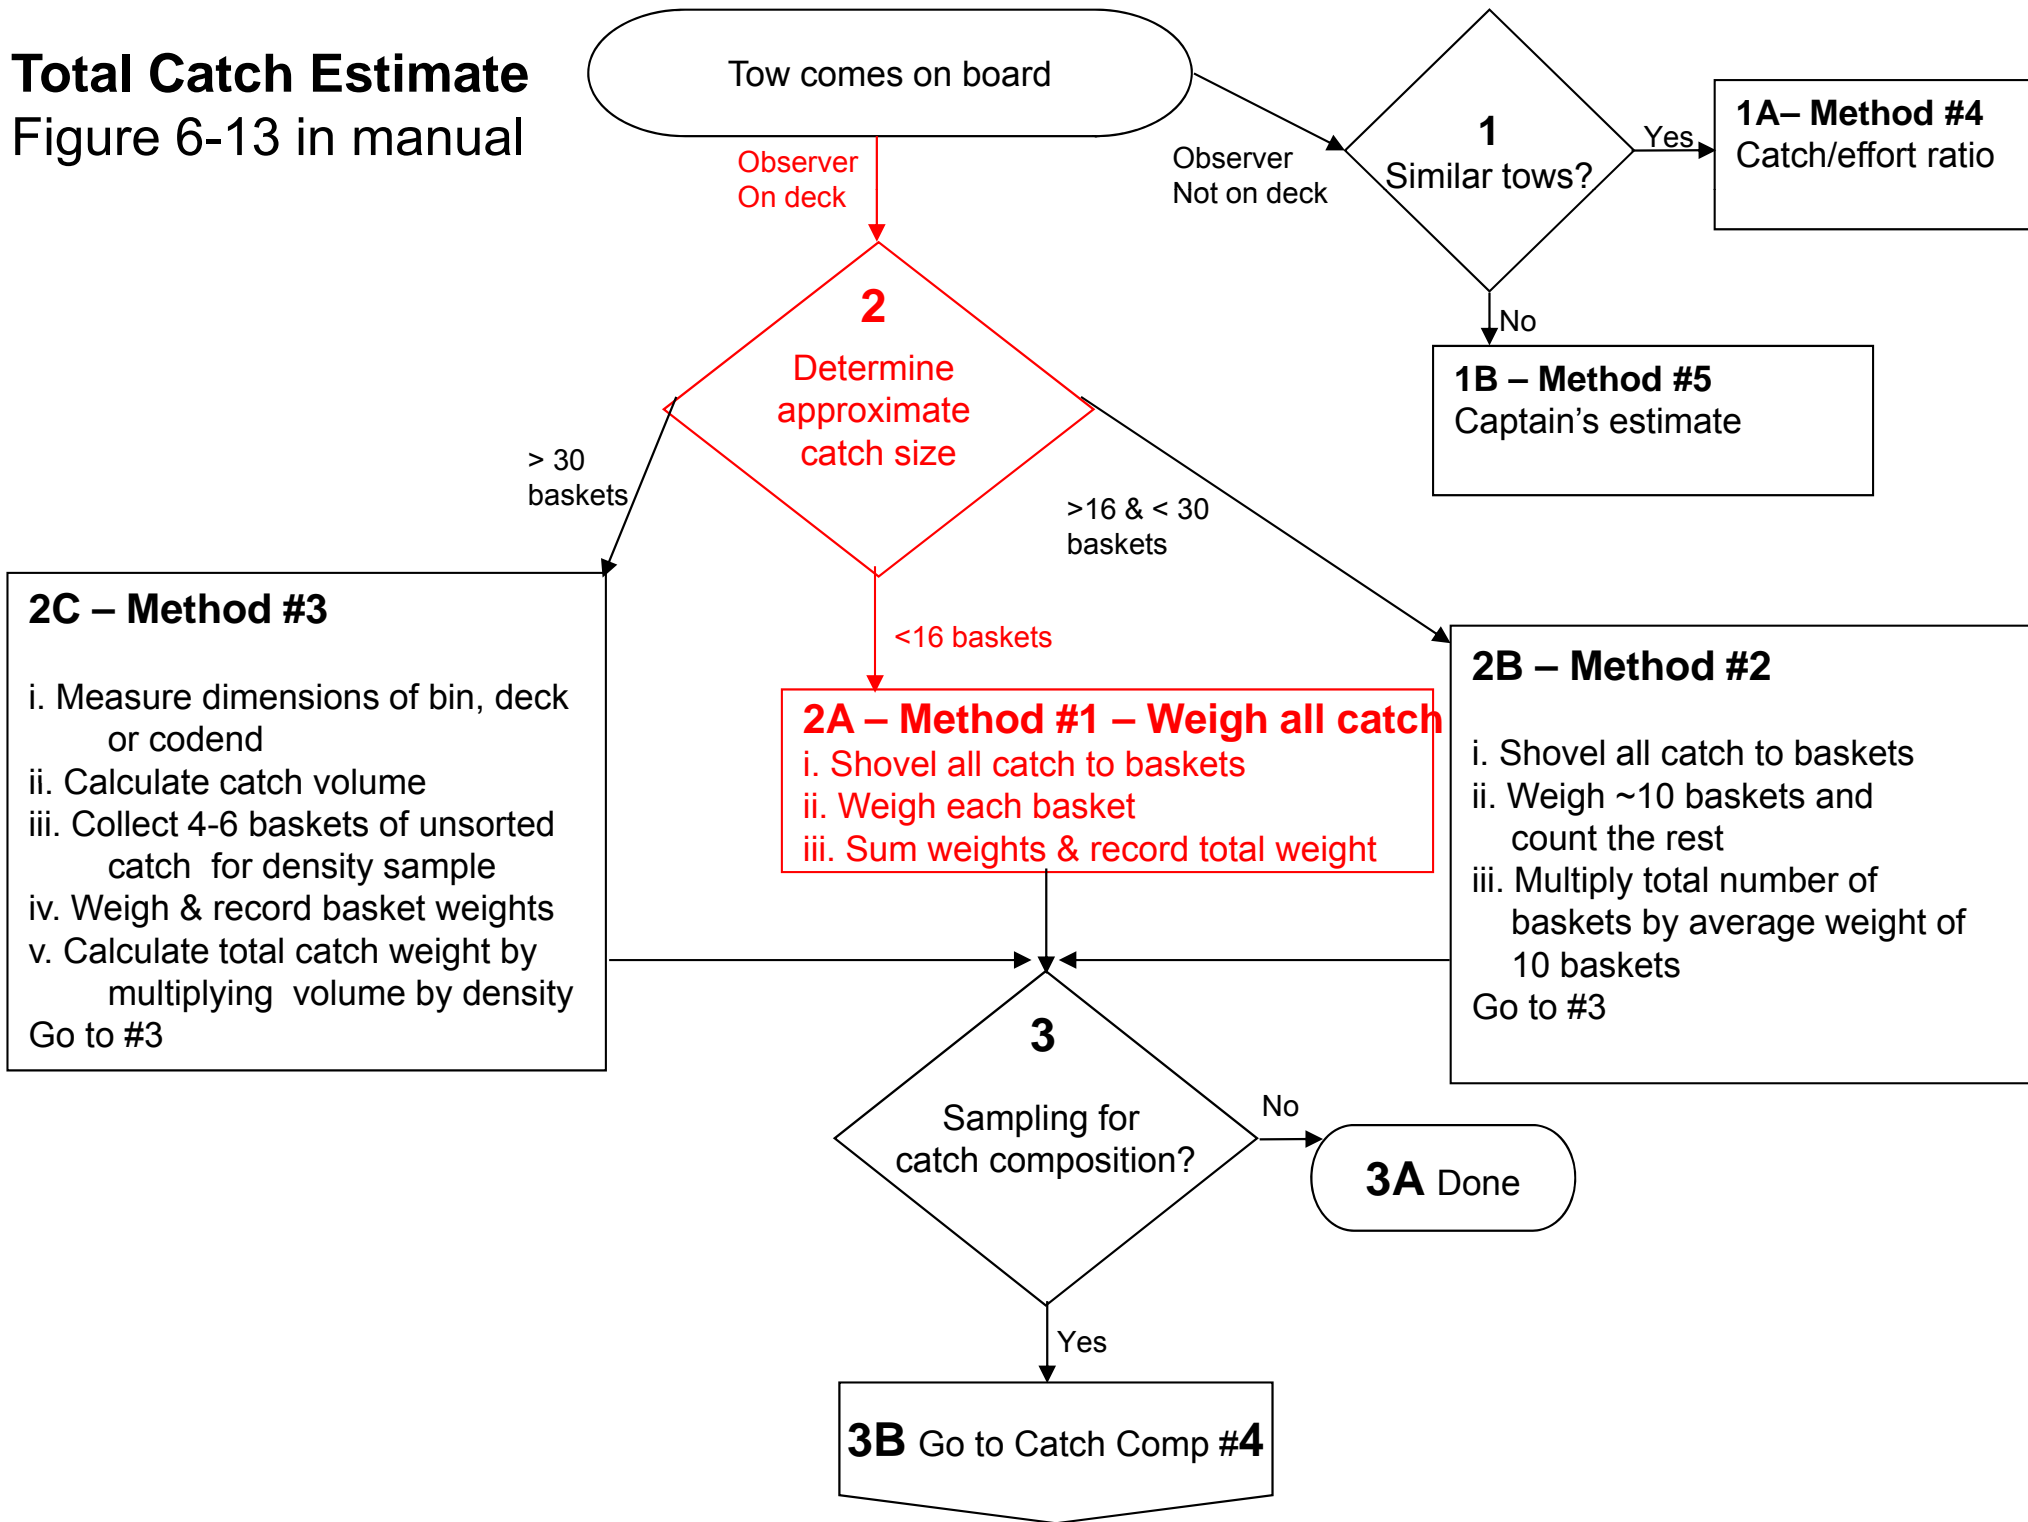 Total Catch Estimate
Figure 6-13 in manual
Tow comes on board
Observer
On deck
Observer
Not on deck
1
Similar tows?
Yes
1A– Method #4
Catch/effort ratio
No
1B – Method #5
Captain's estimate
2
Determine
approximate
catch size
> 30
baskets
>16 & < 30
baskets
<16 baskets
2C – Method #3
i. Measure dimensions of bin, deck
or codend
ii. Calculate catch volume
iii. Collect 4-6 baskets of unsorted
catch for density sample
iv. Weigh & record basket weights
v. Calculate total catch weight by
multiplying volume by density
Go to #3
2A – Method #1 – Weigh all catch
i. Shovel all catch to baskets
ii. Weigh each basket
iii. Sum weights & record total weight
2B – Method #2
i. Shovel all catch to baskets
ii. Weigh ~10 baskets and
count the rest
iii. Multiply total number of
baskets by average weight of
10 baskets
Go to #3
3
Sampling for
catch composition?
No
3A Done
Yes
3B Go to Catch Comp #4